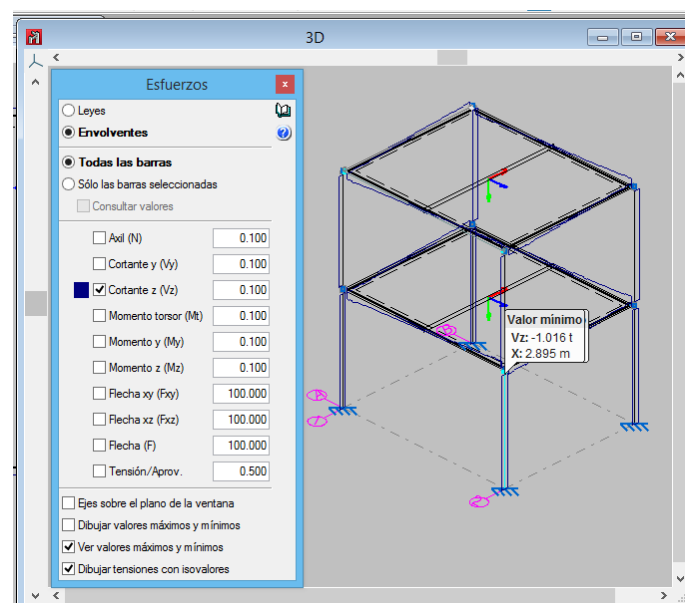 3D
Esfuerzos
Leyes
Envolventes
Todas las barras
Sólo las barras seleccionadas
Consultar valores
Axil (N) 0.100
Cortante y (Vy) 0.100
Cortante z (Vz) 0.100
Momento torsor (Mt) 0.100
Momento y (My) 0.100
Momento z (Mz) 0.100
Flecha xy (Fxy) 100.000
Flecha xz (Fxz) 100.000
Flecha (F) 100.000
Tensión/Aprov. 0.500
Ejes sobre el plano de la ventana
Dibujar valores máximos y mínimos
Ver valores máximos y mínimos
Dibujar tensiones con isovalores
Valor mínimo
Vz: -1.016 t
X: 2.895 m
B
A
1
2